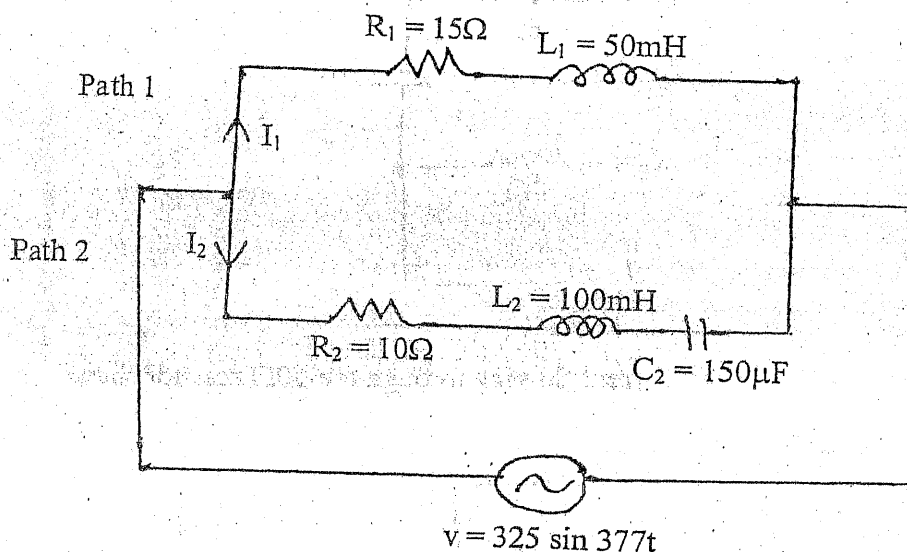 R₁ = 15Ω
L₁ = 50mH
Path 1
I₁
Path 2
I₂
L₂ = 100mH
R₂ = 10Ω
C₂ = 150μF
v = 325 sin 377t